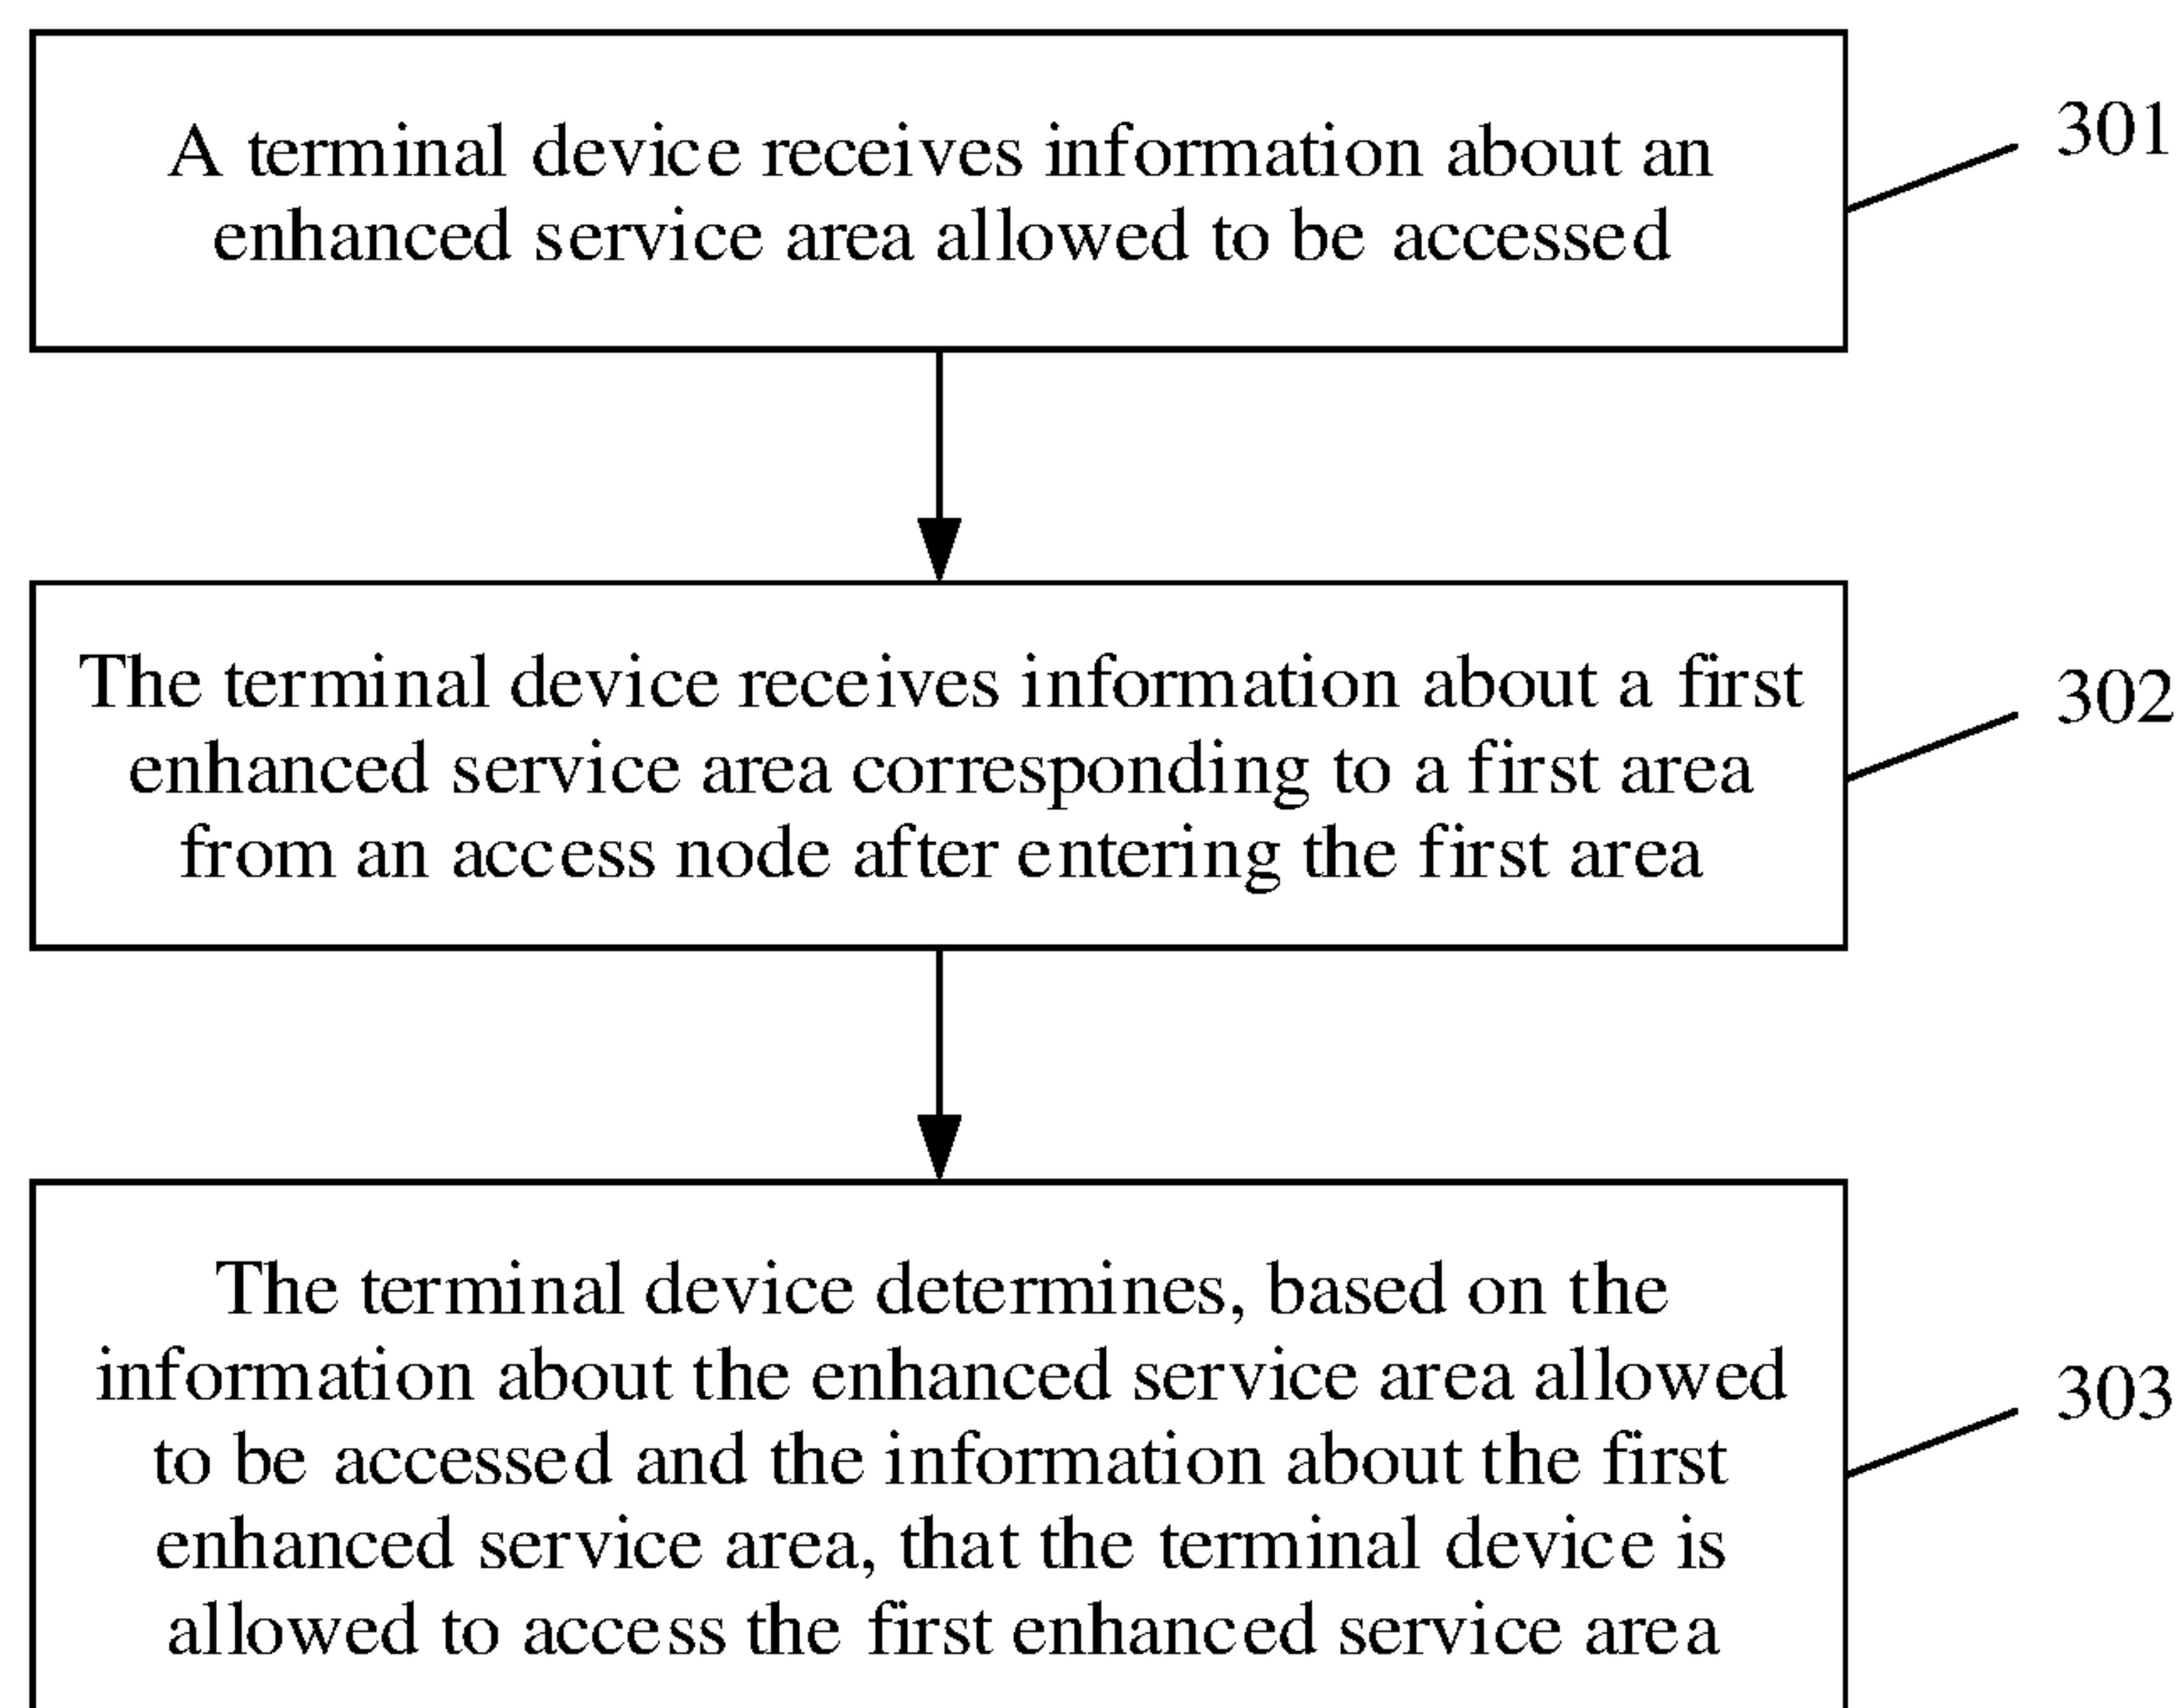 A terminal device receives information about an
enhanced service area allowed to be accessed
301
The terminal device receives information about a first
enhanced service area corresponding to a first area
from an access node after entering the first area
302
The terminal device determines, based on the
information about the enhanced service area allowed
to be accessed and the information about the first
enhanced service area, that the terminal device is
allowed to access the first enhanced service area
303